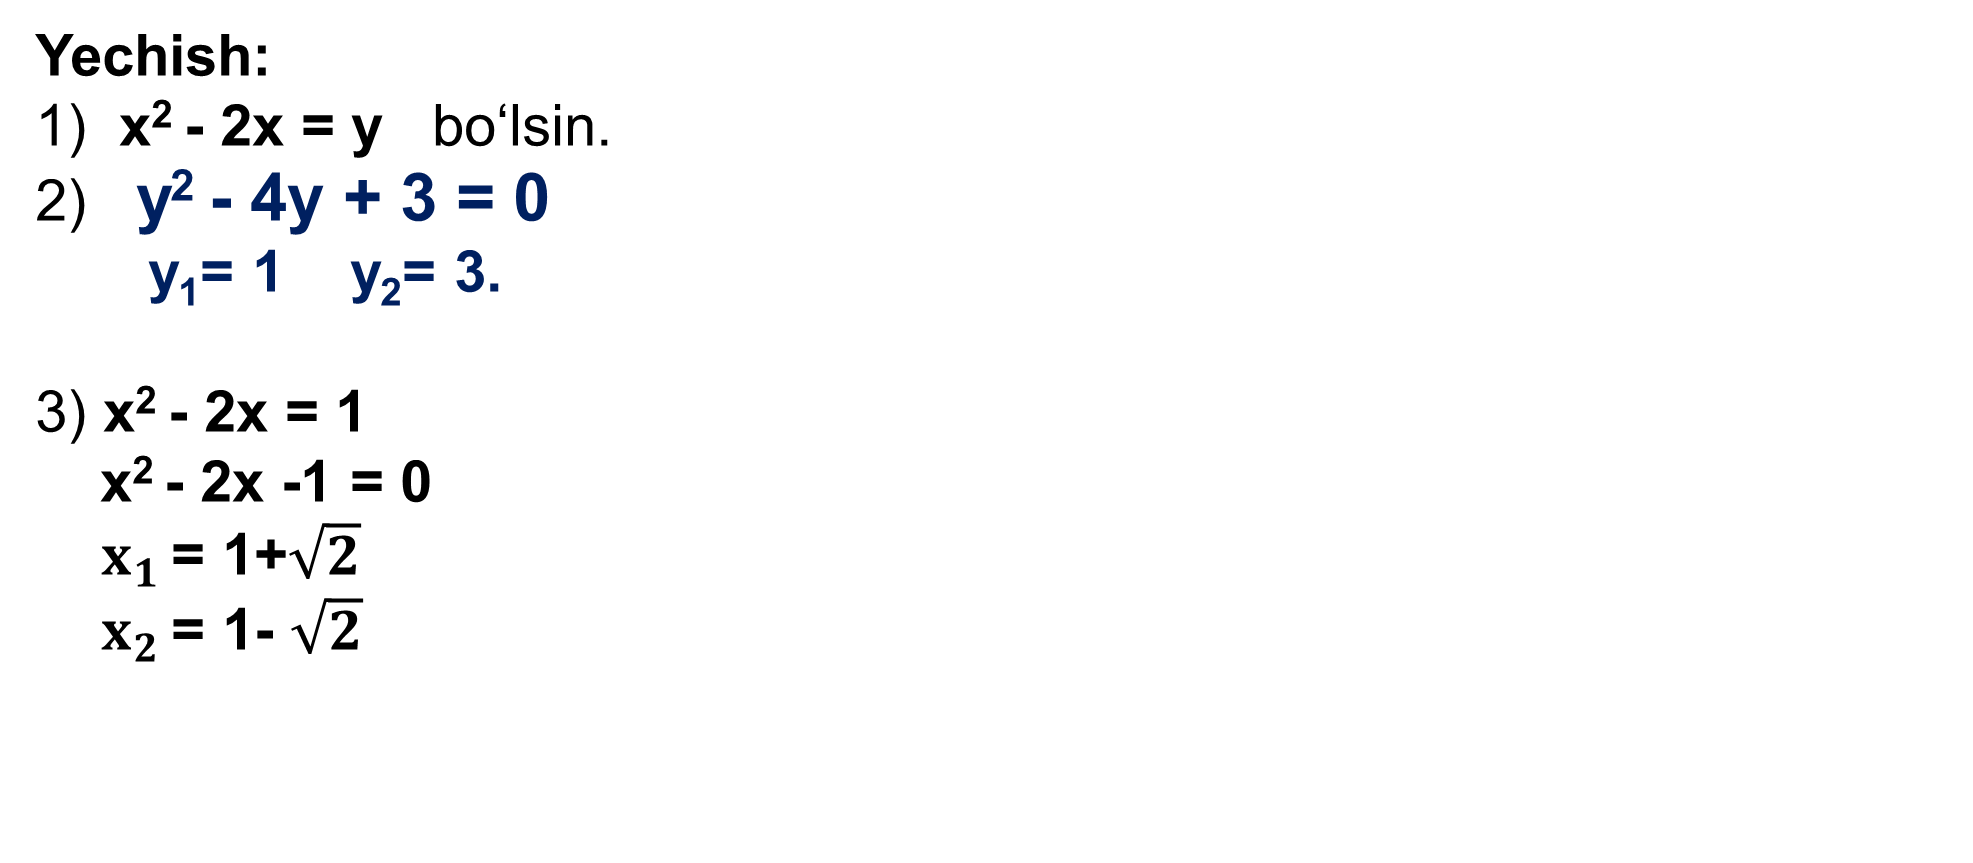 Yechish:
1) x² - 2x = y bo‘lsin.
2) y² - 4y + 3 = 0
y₁= 1 y₂= 3.
3) x² - 2x = 1
x² - 2x -1 = 0
x₁ = 1+√2
x₂ = 1- √2